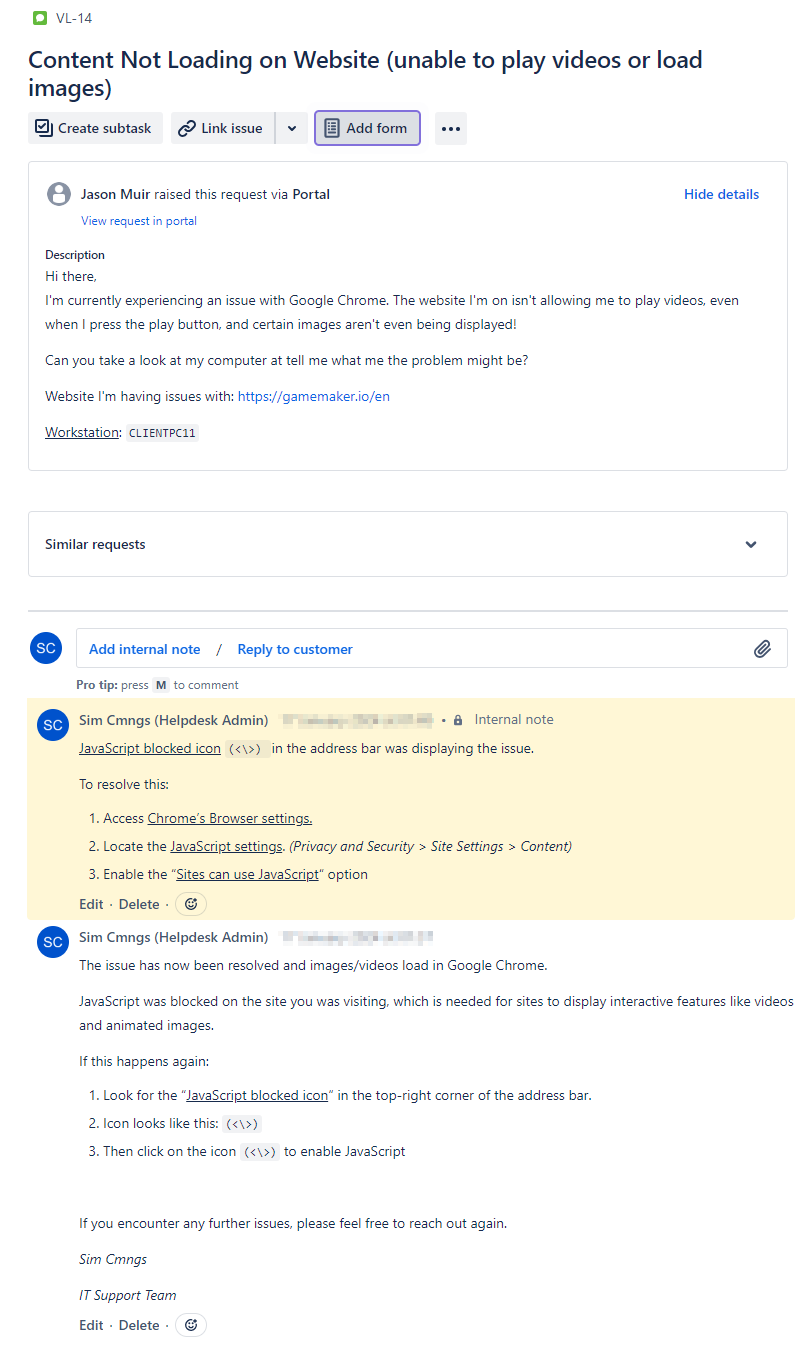 VL-14
Content Not Loading on Website (unable to play videos or load
images)
Create subtask
Link issue
Add form
Jason Muir raised this request via Portal
Hide details
View request in portal
Description
Hi there,
I'm currently experiencing an issue with Google Chrome. The website I'm on isn't allowing me to play videos, even
when I press the play button, and certain images aren't even being displayed!
Can you take a look at my computer at tell me what me the problem might be?
Website I'm having issues with: https://gamemaker.io/en
Workstation: CLIENTPC11
Similar requests
SC
Add internal note / Reply to customer
Pro tip: press M to comment
SC
Sim Cmngs (Helpdesk Admin) • Internal note
JavaScript blocked icon (<\>) in the address bar was displaying the issue.
To resolve this:
1. Access Chrome’s Browser settings.
2. Locate the JavaScript settings. (Privacy and Security > Site Settings > Content)
3. Enable the “Sites can use JavaScript” option
Edit · Delete ·
SC
Sim Cmngs (Helpdesk Admin)
The issue has now been resolved and images/videos load in Google Chrome.
JavaScript was blocked on the site you was visiting, which is needed for sites to display interactive features like videos
and animated images.
If this happens again:
1. Look for the “JavaScript blocked icon” in the top-right corner of the address bar.
2. Icon looks like this: (<\>)
3. Then click on the icon (<\>) to enable JavaScript
If you encounter any further issues, please feel free to reach out again.
Sim Cmngs
IT Support Team
Edit · Delete ·